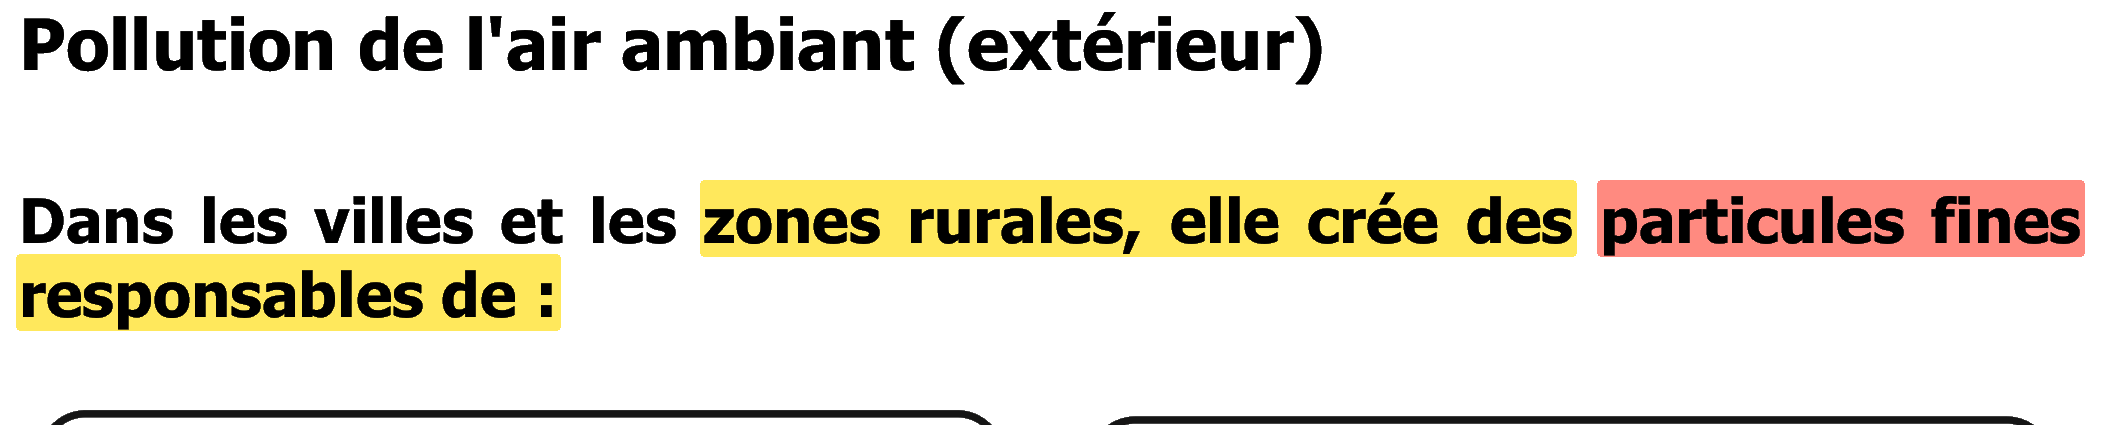 Pollution de l'air ambiant (extérieur)
Dans les villes et les zones rurales, elle crée des particules fines
responsables de :